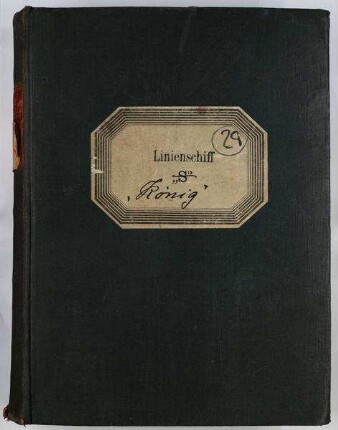 29
Linienschiff
„S“
„König“